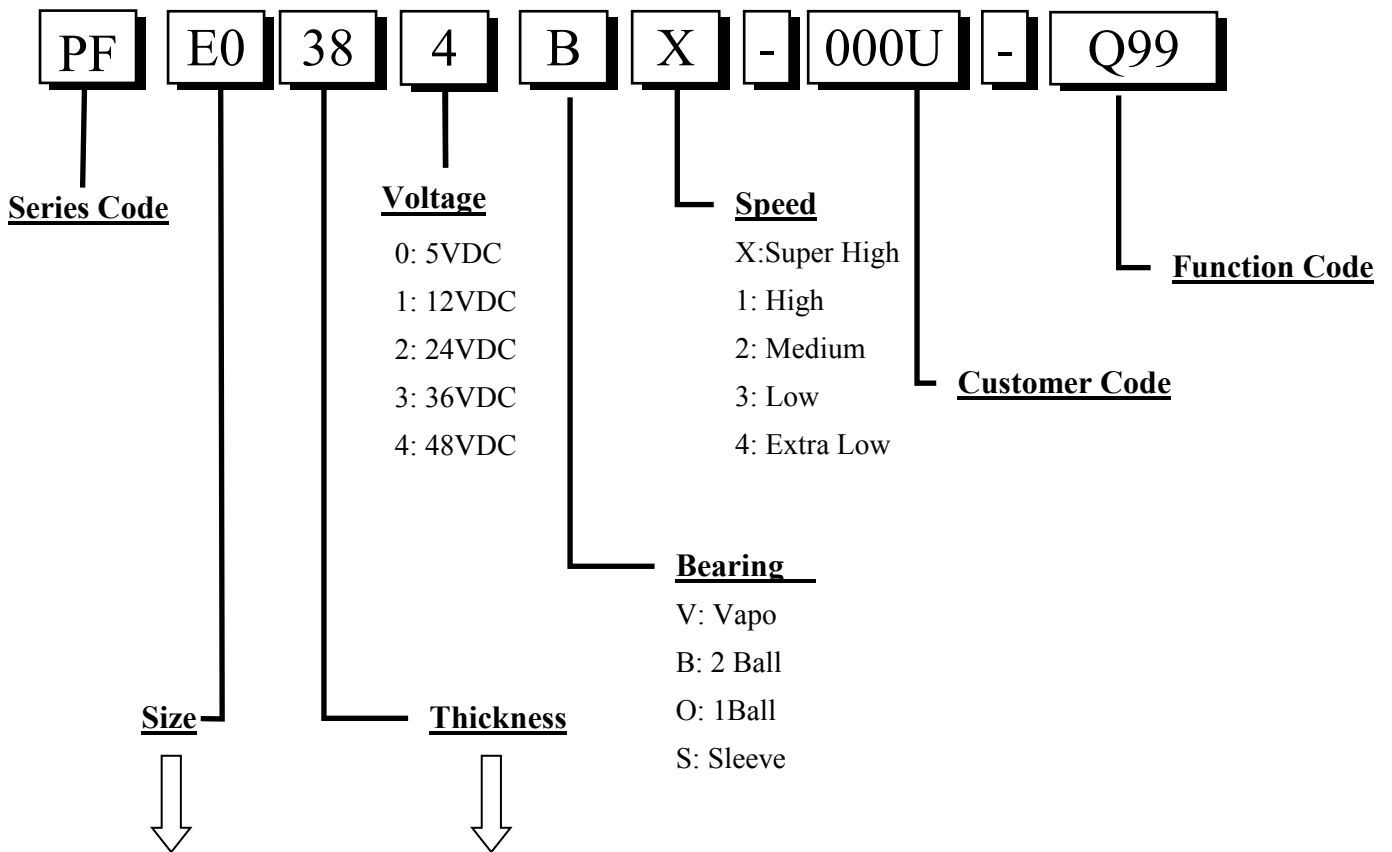 PF E0 38 4 B X - 000U - Q99
Series Code
Voltage
0: 5VDC
1: 12VDC
2: 24VDC
3: 36VDC
4: 48VDC
Speed
X:Super High
1: High
2: Medium
3: Low
4: Extra Low
Function Code
Customer Code
Bearing
V: Vapo
B: 2 Ball
O: 1Ball
S: Sleeve
Size
Thickness